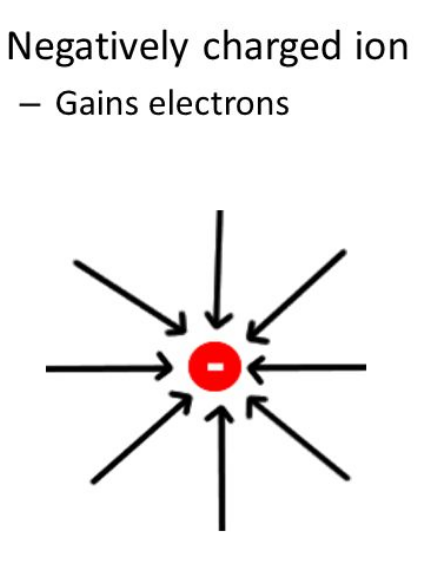 Negatively charged ion
– Gains electrons
-